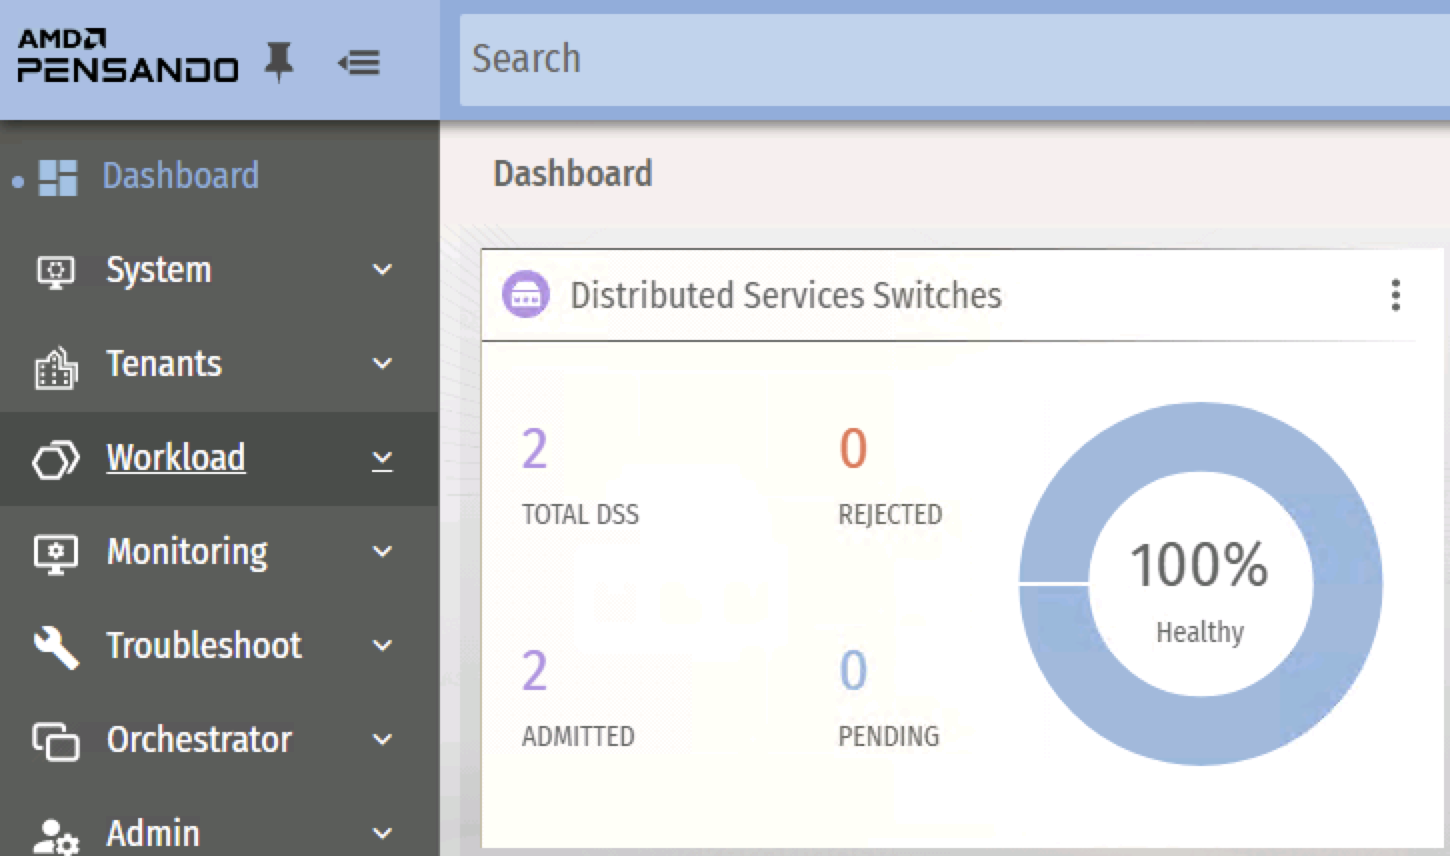 AMD
PENSANDO
Search
Dashboard
System
Tenants
Workload
Monitoring
Troubleshoot
Orchestrator
Admin
Dashboard
Distributed Services Switches
2
TOTAL DSS
0
REJECTED
2
ADMITTED
0
PENDING
100%
Healthy